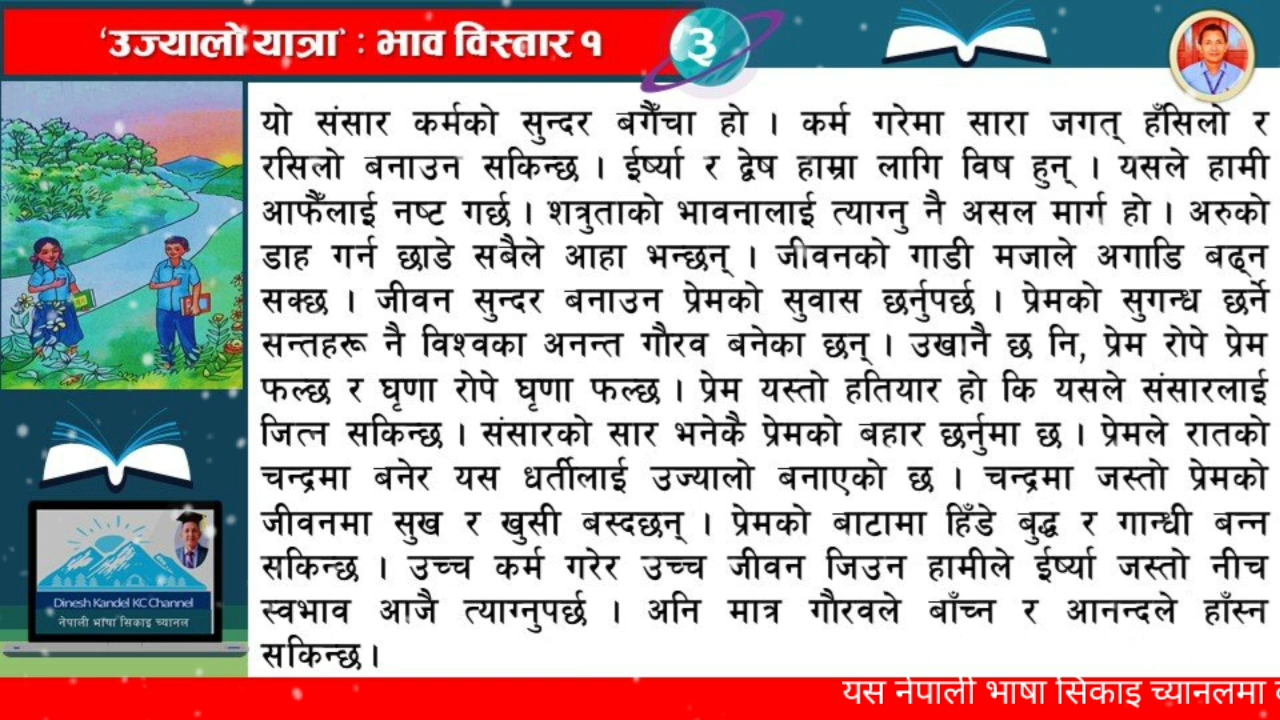 ‘उज्यालो यात्रा’ : भाव विस्तार १
३
यो संसार कर्मको सुन्दर बगैँचा हो । कर्म गरेमा सारा जगत् हँसिलो र
रसिलो बनाउन सकिन्छ । ईर्ष्या र द्वेष हाम्रा लागि विष हुन् । यसले हामी
आफैँलाई नष्ट गर्छ । शत्रुताको भावनालाई त्याग्नु नै असल मार्ग हो । अरुको
डाह गर्न छाडे सबैले आहा भन्छन् । जीवनको गाडी मजाले अगाडि बढ्न
सक्छ । जीवन सुन्दर बनाउन प्रेमको सुवास छर्नुपर्छ । प्रेमको सुगन्ध छर्ने
सन्तहरू नै विश्वका अनन्त गौरव बनेका छन् । उखानै छ नि, प्रेम रोपे प्रेम
फल्छ र घृणा रोपे घृणा फल्छ । प्रेम यस्तो हतियार हो कि यसले संसारलाई
जित्न सकिन्छ । संसारको सार भनेकै प्रेमको बहार छर्नुमा छ । प्रेमले रातको
चन्द्रमा बनेर यस धर्तीलाई उज्यालो बनाएको छ । चन्द्रमा जस्तो प्रेमको
जीवनमा सुख र खुसी बस्दछन् । प्रेमको बाटामा हिँडे बुद्ध र गान्धी बन्न
सकिन्छ । उच्च कर्म गरेर उच्च जीवन जिउन हामीले ईर्ष्या जस्तो नीच
स्वभाव आजै त्याग्नुपर्छ । अनि मात्र गौरवले बाँच्न र आनन्दले हाँस्न
सकिन्छ ।
Dinesh Kandel KC Channel
नेपाली भाषा सिकाइ च्यानल
यस नेपाली भाषा सिकाइ च्यानलमा